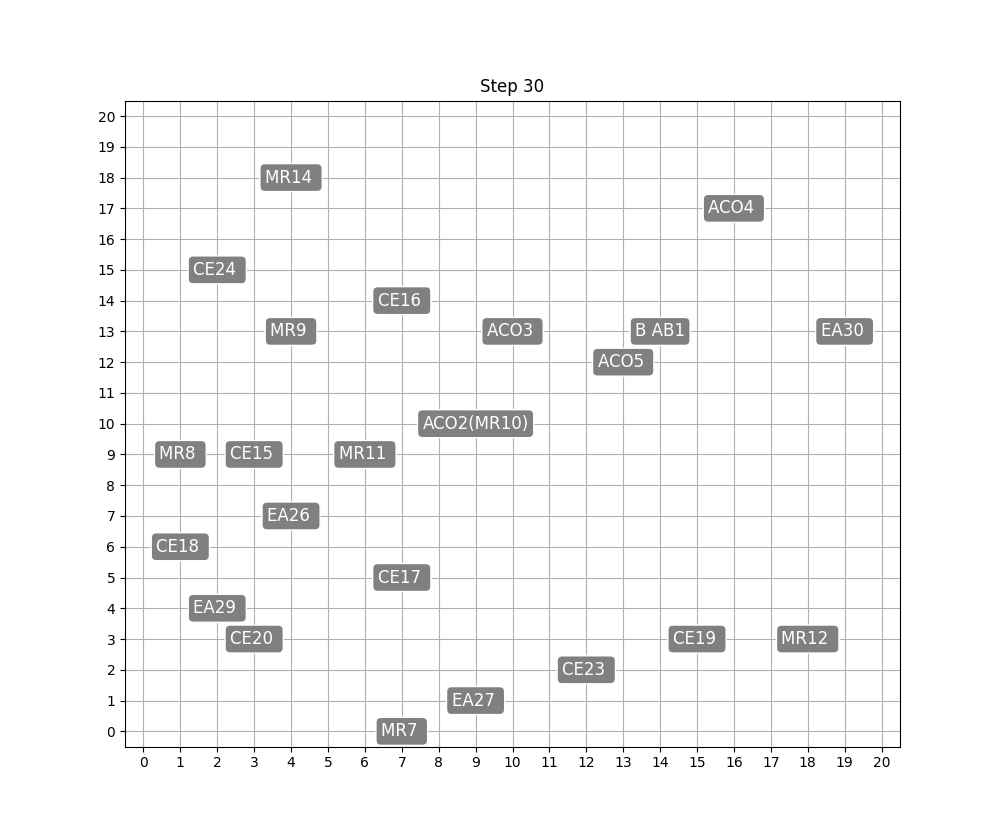 Step 30
20
19
18 MR14
17 ACO4
16
15 CE24
14 CE16
13 MR9 ACO3 B AB1 EA30
12 ACO5
11
10 ACO2(MR10)
9 MR8 CE15 MR11
8
7 EA26
6 CE18
5 CE17
4 EA29
3 CE20 CE19 MR12
2 CE23
1 EA27
0 MR7
0 1 2 3 4 5 6 7 8 9 10 11 12 13 14 15 16 17 18 19 20